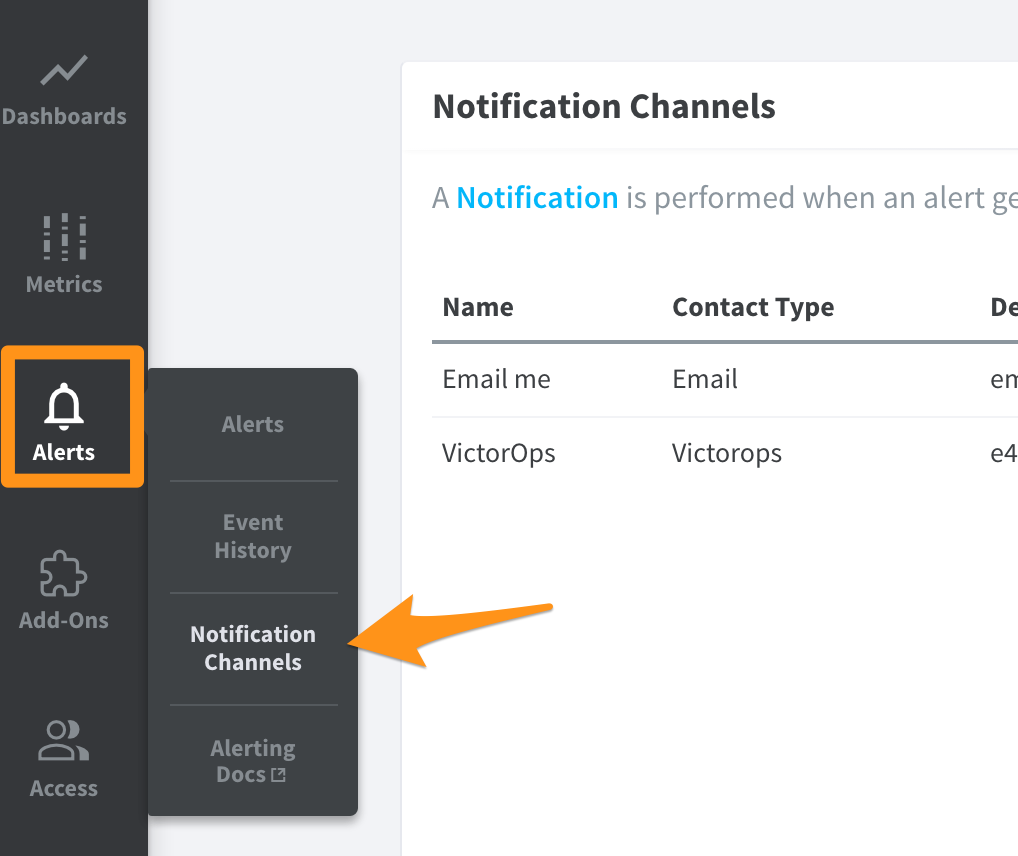 Dashboards
Metrics
Alerts
Add-Ons
Access
Alerts
Event
History
Notification
Channels
Alerting
Docs
Notification Channels
A Notification is performed when an alert ge
Name Contact Type De
Email me Email em
VictorOps Victorops e4